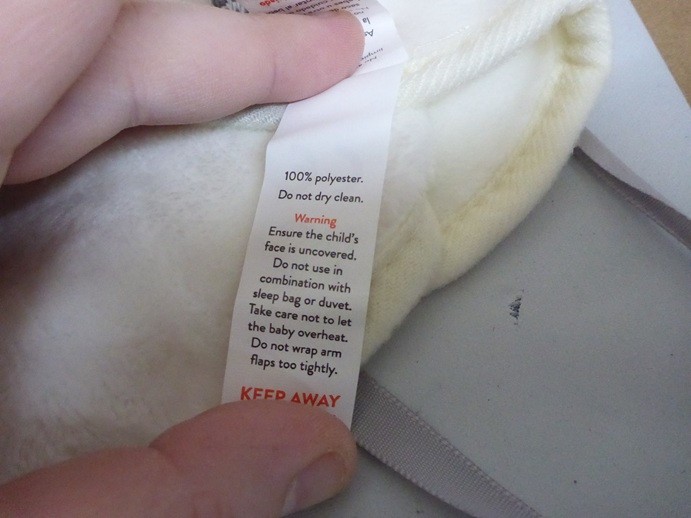 100% polyester.
Do not dry clean.
Warning
Ensure the child's
face is uncovered.
Do not use in
combination with
sleep bag or duvet.
Take care not to let
the baby overheat.
Do not wrap arm
flaps too tightly.
KEEP AWAY